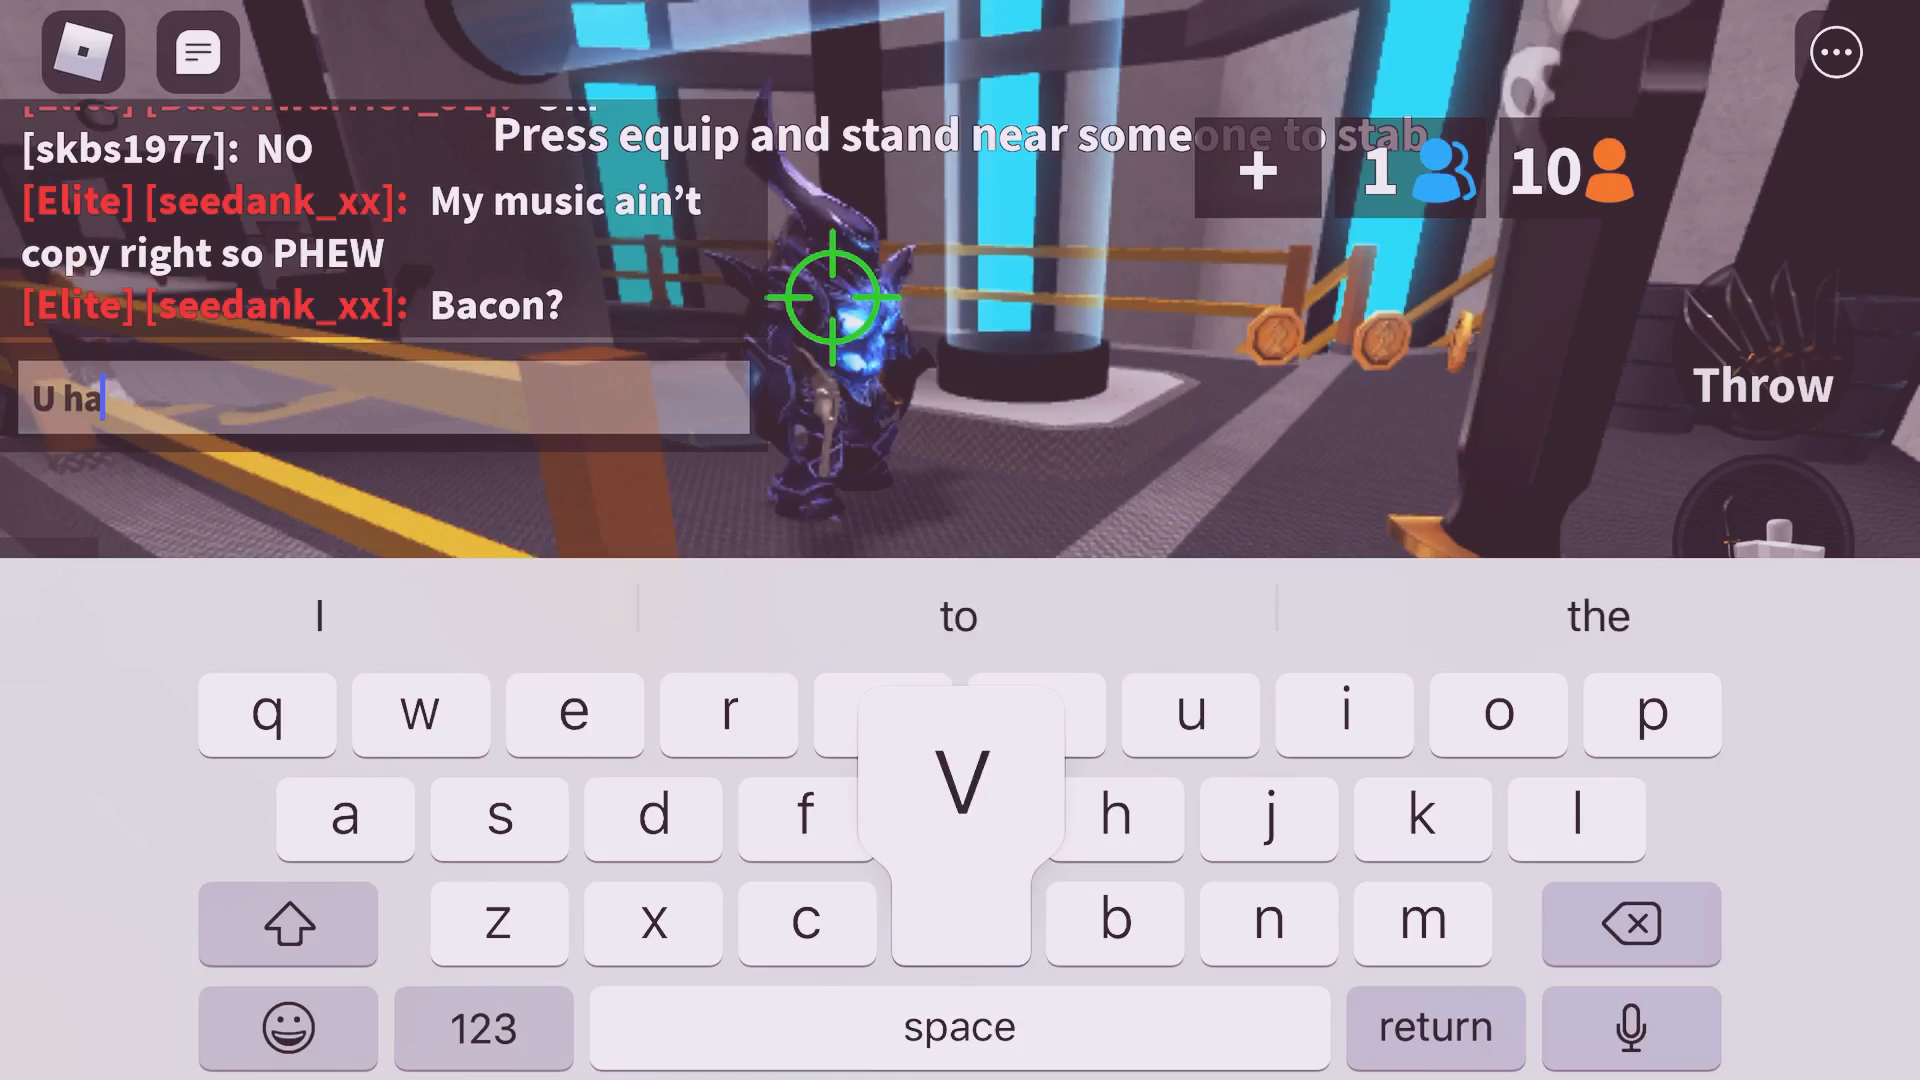 [skbs1977]: NO
[Elite] [seedank_xx]: My music ain't
copy right so PHEW
[Elite] [seedank_xx]: Bacon?
U ha
Press equip and stand near someone to stab
+ 1 10
Throw
I to the
q w e r u i o p
V
a s d f h j k l
z x c b n m
123 space return